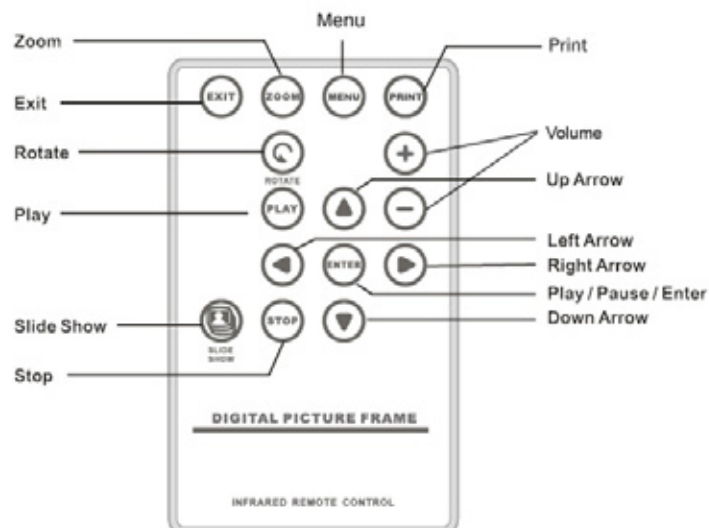 Menu
Zoom
Print
EXIT
ZOOM
MENU
PRINT
Exit
Volume
Rotate
ROTATE
Up Arrow
PLAY
Play
Left Arrow
Right Arrow
ENTER
Play / Pause / Enter
Slide Show
STOP
Down Arrow
SLIDE
SHOW
Stop
DIGITAL PICTURE FRAME
INFRARED REMOTE CONTROL